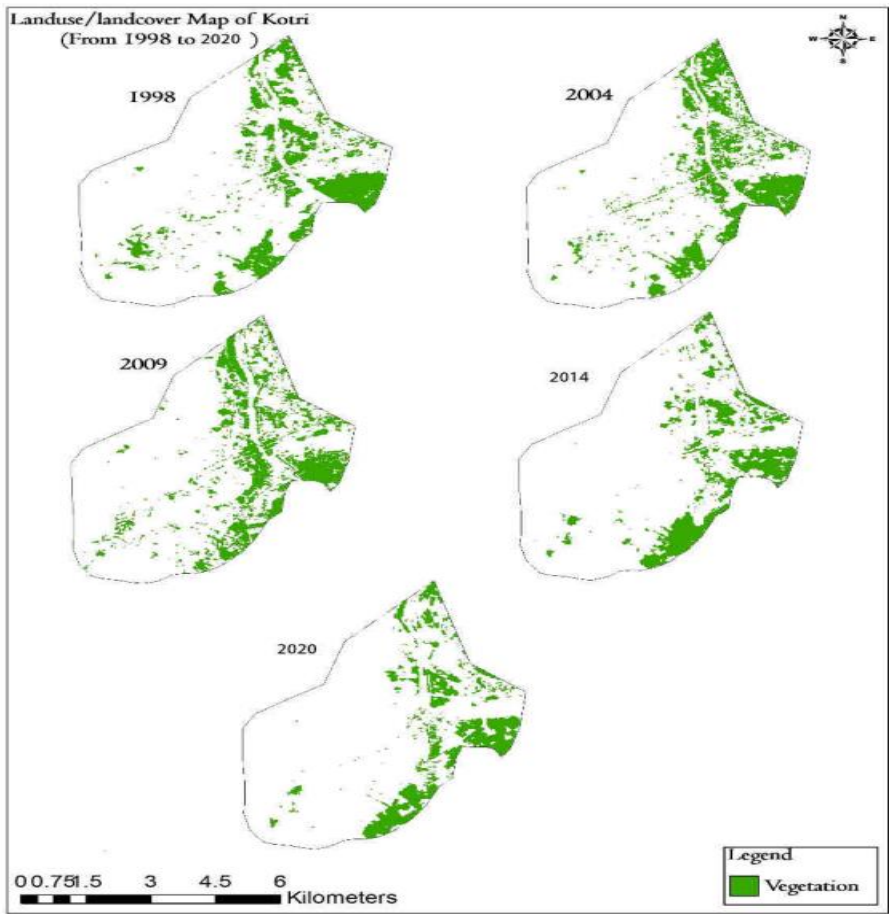 Landuse/landcover Map of Kotri
(From 1998 to 2020 )
N
W E
S
1998
2004
2009
2014
2020
Legend
Vegetation
0 0.75 1.5 3 4.5 6
Kilometers